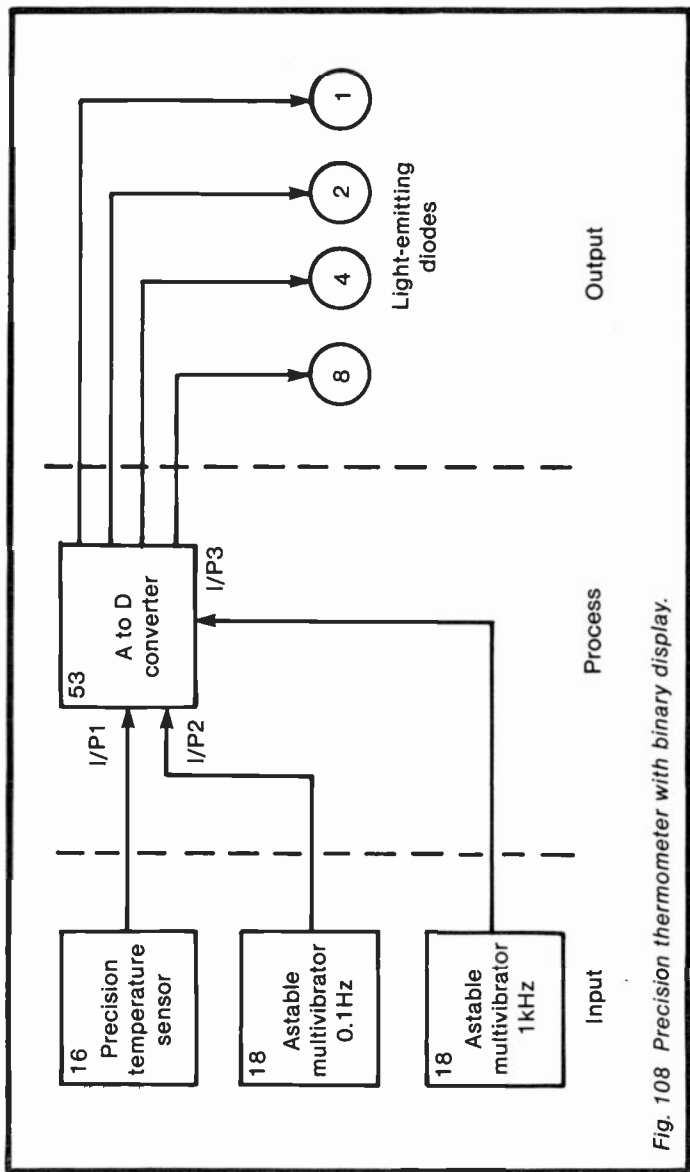 16
Precision
temperature
sensor
18
Astable
multivibrator
0.1Hz
18
Astable
multivibrator
1kHz
Input
I/P1
I/P2
53
A to D
converter
I/P3
Process
8
4
2
1
Light-emitting
diodes
Output
Fig. 108 Precision thermometer with binary display.